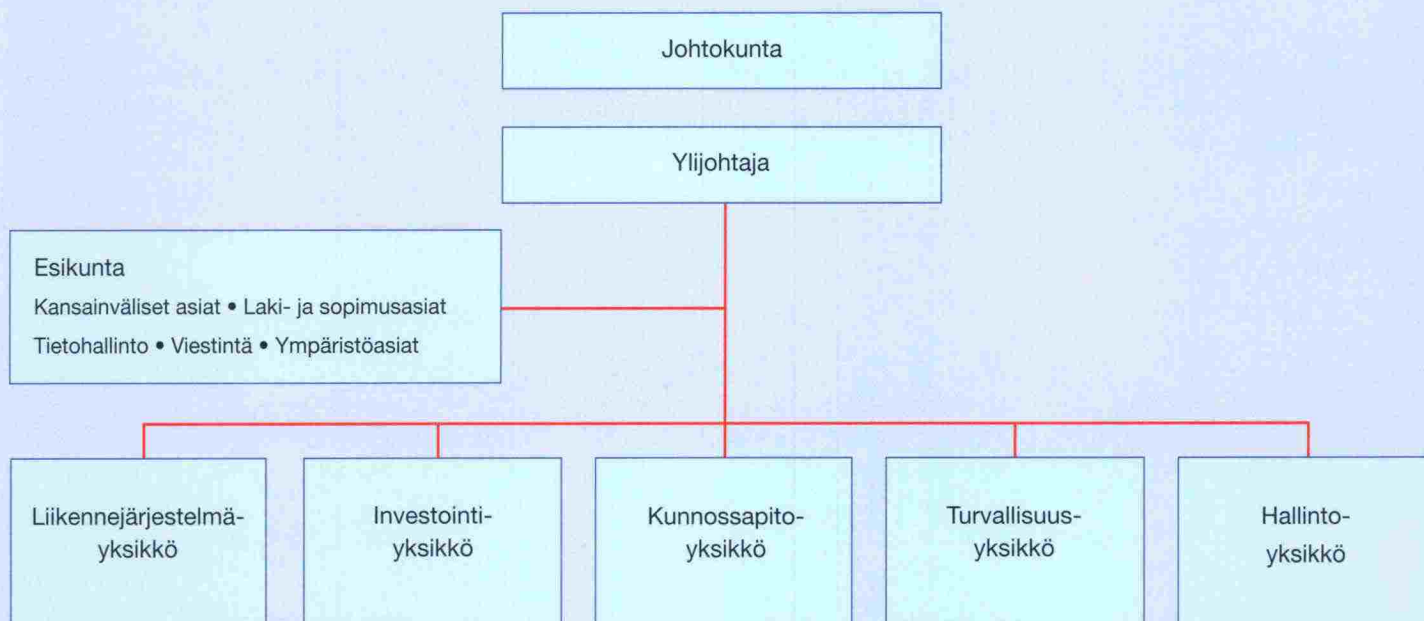 Johtokunta
Ylijohtaja
Esikunta
Kansainväliset asiat • Laki- ja sopimusasiat
Tietohallinto • Viestintä • Ympäristöasiat
Liikennejärjestelmä-
yksikkö
Investointi-
yksikkö
Kunnossapito-
yksikkö
Turvallisuus-
yksikkö
Hallinto-
yksikkö